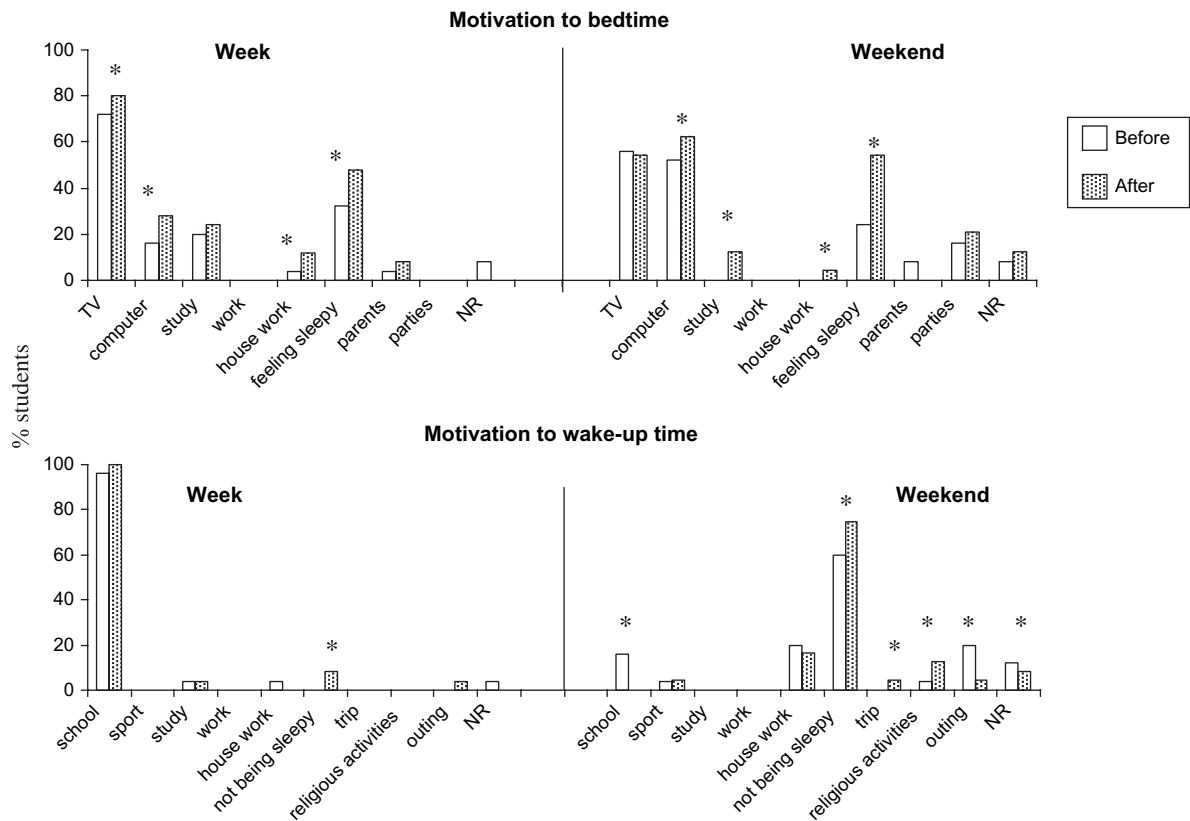 Motivation to bedtime
Week
Weekend
100
80
60
40
20
0
*
*
*
*
*
*
*
*
TV
computer
study
work
house work
feeling sleepy
parents
parties
NR
TV
computer
study
work
house work
feeling sleepy
parents
parties
NR
Before
After
% students
Motivation to wake-up time
Week
Weekend
100
80
60
40
20
0
*
*
*
*
*
*
*
school
sport
study
work
house work
not being sleepy
trip
religious activities
outing
NR
school
sport
study
work
house work
not being sleepy
trip
religious activities
outing
NR